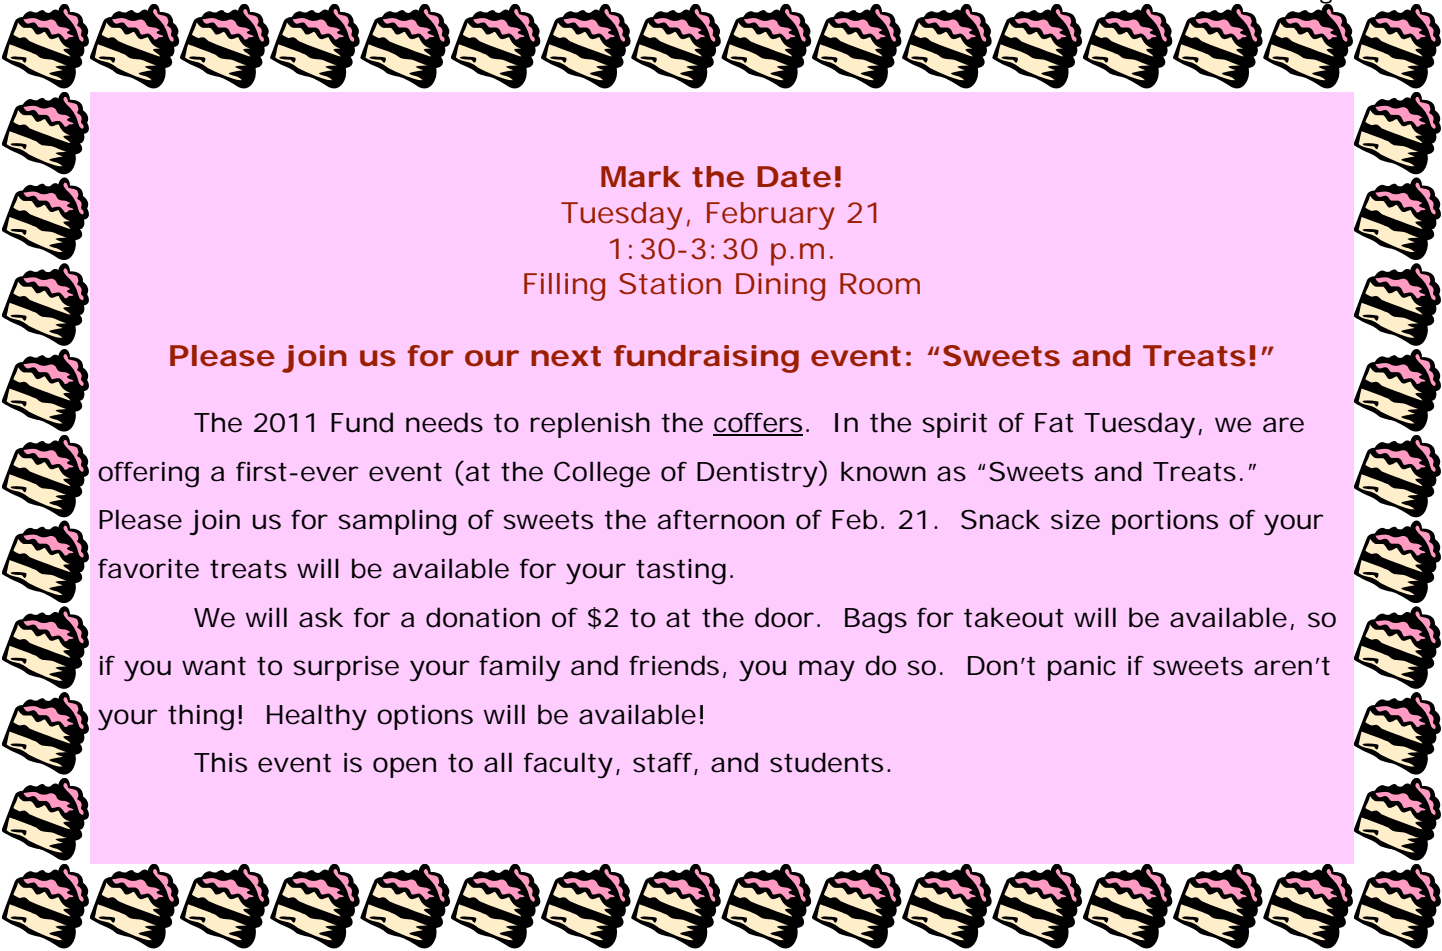 Mark the Date!
Tuesday, February 21
1:30-3:30 p.m.
Filling Station Dining Room
Please join us for our next fundraising event: “Sweets and Treats!”
The 2011 Fund needs to replenish the coffers.  In the spirit of Fat Tuesday, we are
offering a first-ever event (at the College of Dentistry) known as “Sweets and Treats.”
Please join us for sampling of sweets the afternoon of Feb. 21.  Snack size portions of your
favorite treats will be available for your tasting.
We will ask for a donation of $2 to at the door.  Bags for takeout will be available, so
if you want to surprise your family and friends, you may do so.  Don’t panic if sweets aren’t
your thing!  Healthy options will be available!
This event is open to all faculty, staff, and students.